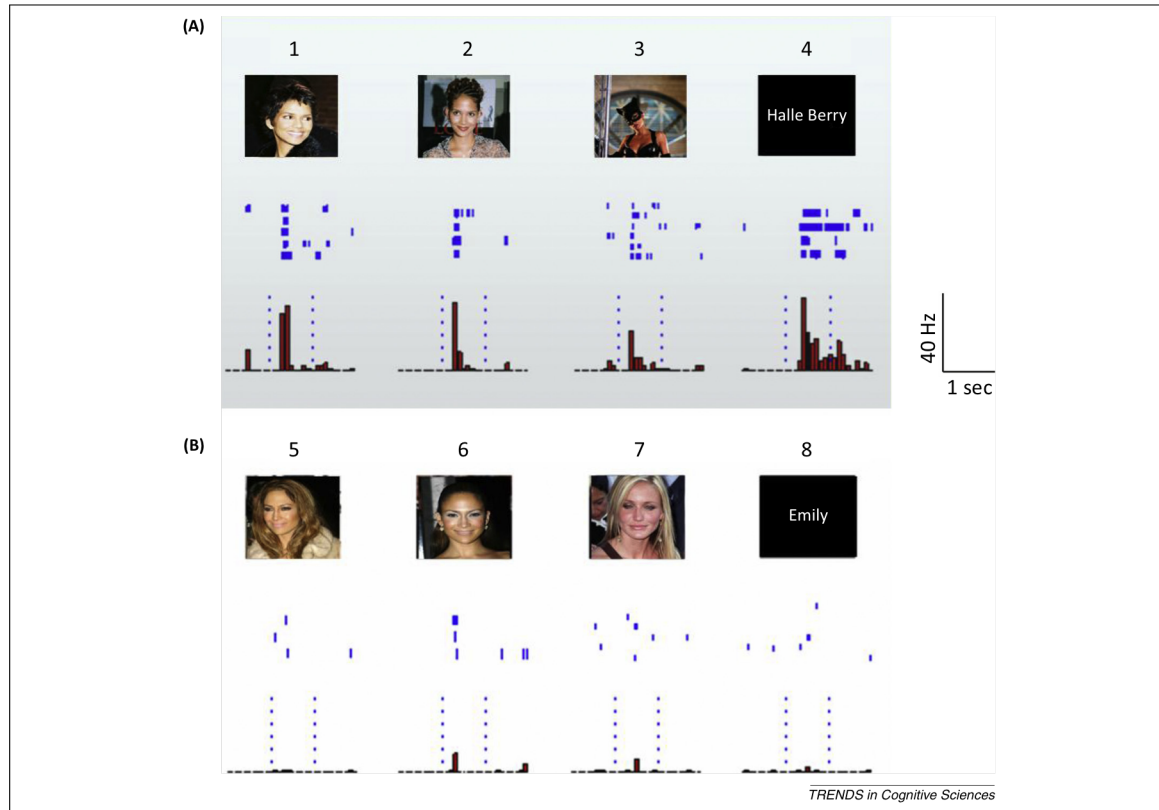 (A)
1 2 3 4
Halle Berry
40 Hz
1 sec
(B)
5 6 7 8
Emily
TRENDS in Cognitive Sciences